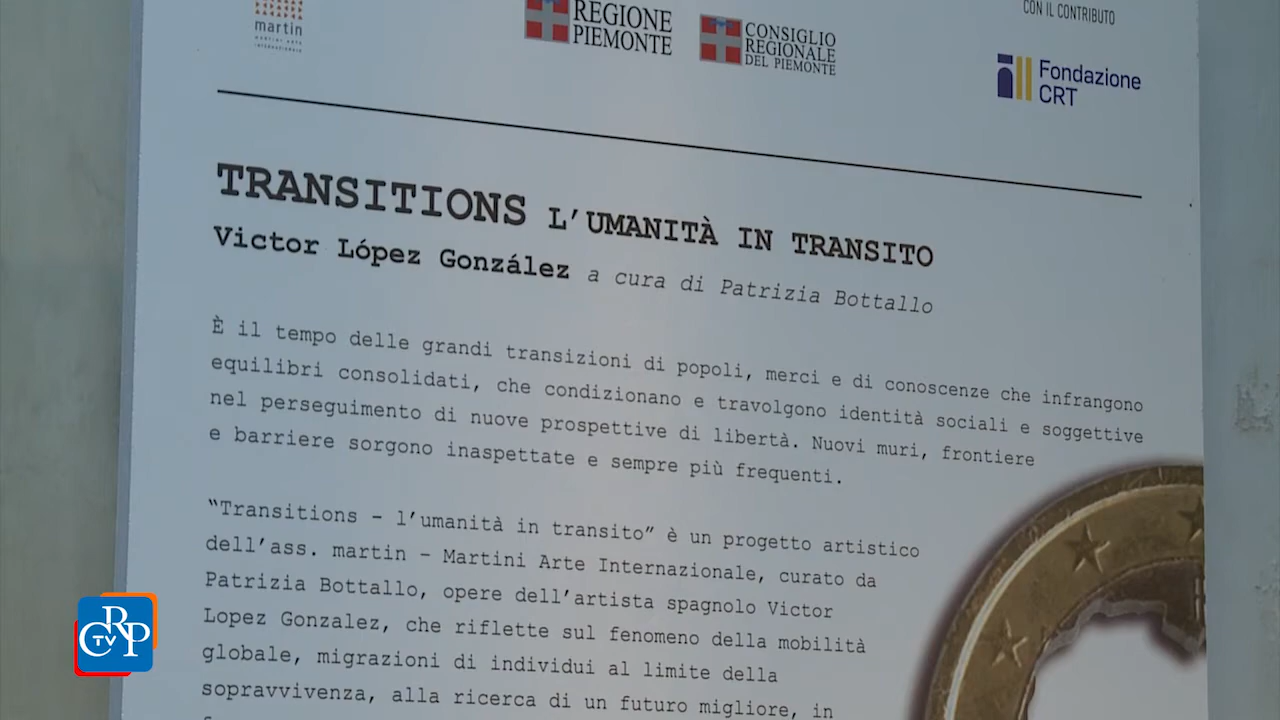 martin
MARTINI ARTE
INTERNAZIONALE
REGIONE
PIEMONTE
CONSIGLIO
REGIONALE
DEL PIEMONTE
CON IL CONTRIBUTO
Fondazione
CRT
TRANSITIONS L'UMANITÀ IN TRANSITO
Victor López González a cura di Patrizia Bottallo
È il tempo delle grandi transizioni di popoli, merci e di conoscenze che infrangono
equilibri consolidati, che condizionano e travolgono identità sociali e soggettive
nel perseguimento di nuove prospettive di libertà. Nuovi muri, frontiere
e barriere sorgono inaspettate e sempre più frequenti.
“Transitions - l'umanità in transito” è un progetto artistico
dell'ass. martin - Martini Arte Internazionale, curato da
Patrizia Bottallo, opere dell'artista spagnolo Victor
Lopez Gonzalez, che riflette sul fenomeno della mobilità
globale, migrazioni di individui al limite della
sopravvivenza, alla ricerca di un futuro migliore, in
CRP
TV